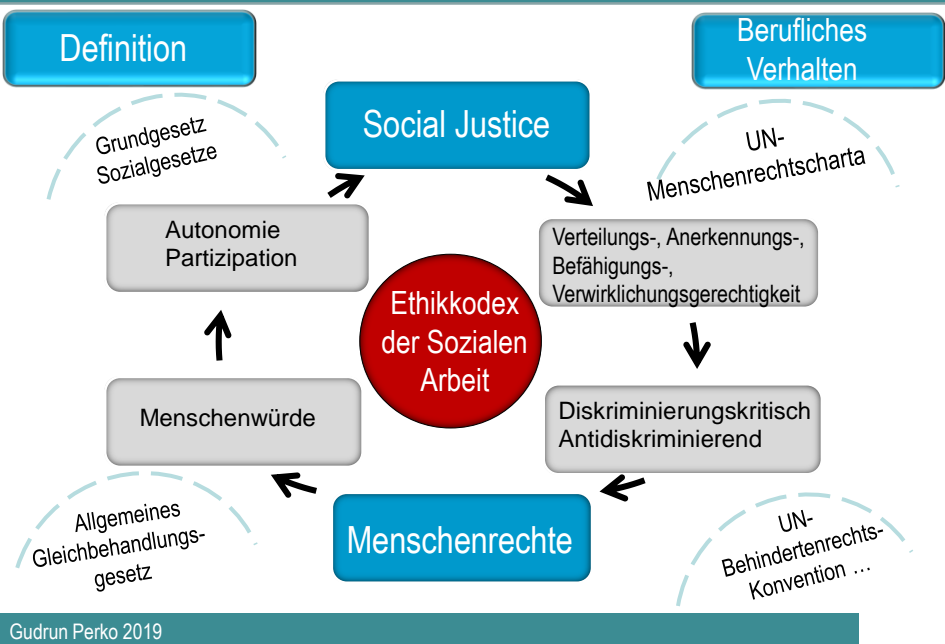 Definition
Berufliches
Verhalten
Grundgesetz
Sozialgesetze
Social Justice
UN-
Menschenrechtscharta
Autonomie
Partizipation
Verteilungs-, Anerkennungs-,
Befähigungs-,
Verwirklichungsgerechtigkeit
Ethikkodex
der Sozialen
Arbeit
Menschenwürde
Diskriminierungskritisch
Antidiskriminierend
Allgemeines
Gleichbehandlungs-
gesetz
Menschenrechte
UN-
Behindertenrechts-
Konvention …
Gudrun Perko 2019